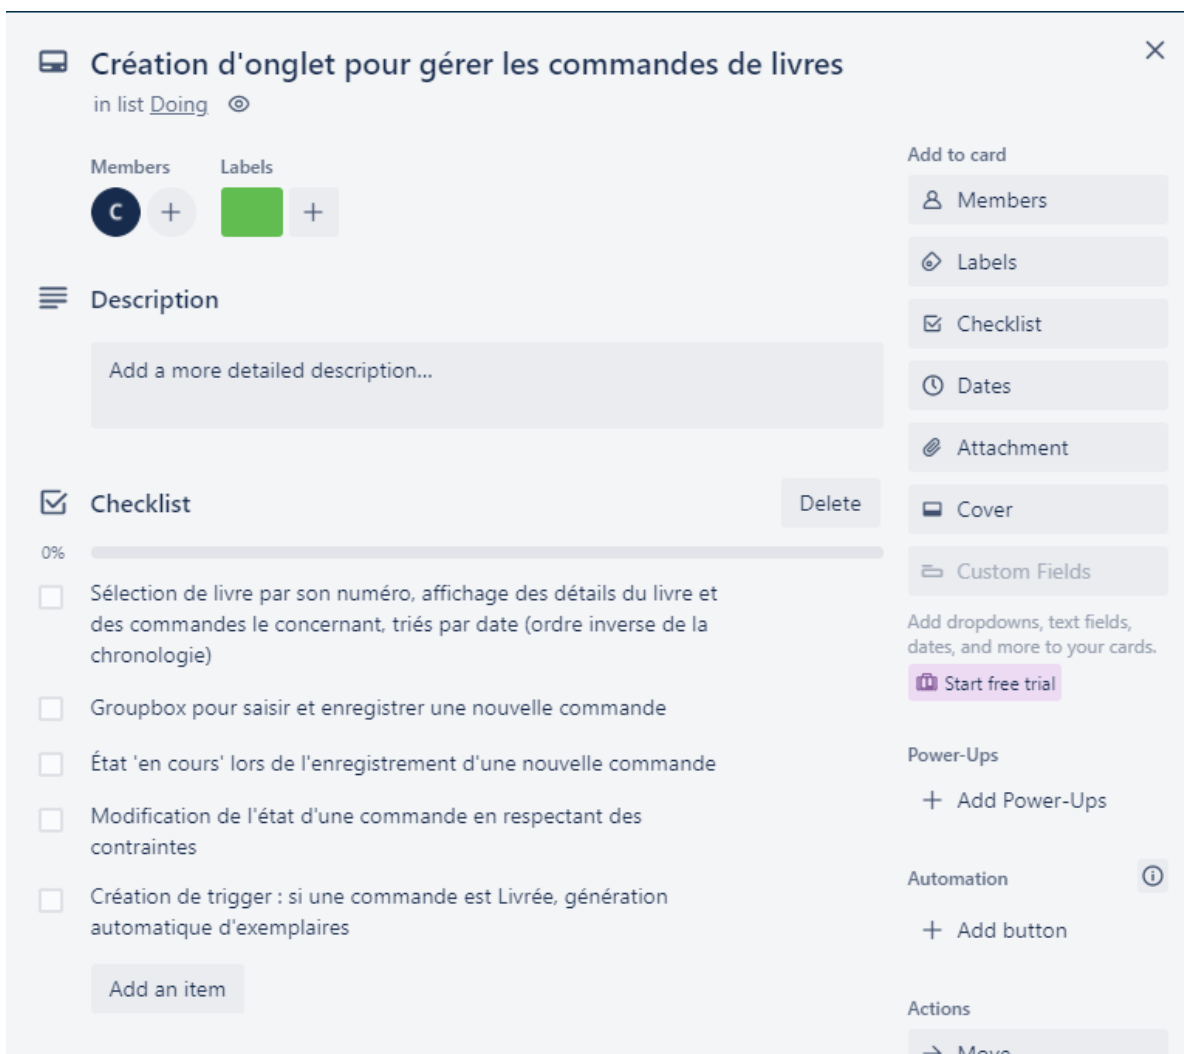 Création d'onglet pour gérer les commandes de livres
in list Doing
Members
Labels
C
Description
Add a more detailed description...
Checklist
Delete
0%
Sélection de livre par son numéro, affichage des détails du livre et
des commandes le concernant, triés par date (ordre inverse de la
chronologie)
Groupbox pour saisir et enregistrer une nouvelle commande
État 'en cours' lors de l'enregistrement d'une nouvelle commande
Modification de l'état d'une commande en respectant des
contraintes
Création de trigger : si une commande est Livrée, génération
automatique d'exemplaires
Add an item
Add to card
Members
Labels
Checklist
Dates
Attachment
Cover
Custom Fields
Add dropdowns, text fields,
dates, and more to your cards.
Start free trial
Power-Ups
+ Add Power-Ups
Automation
+ Add button
Actions
→ Move